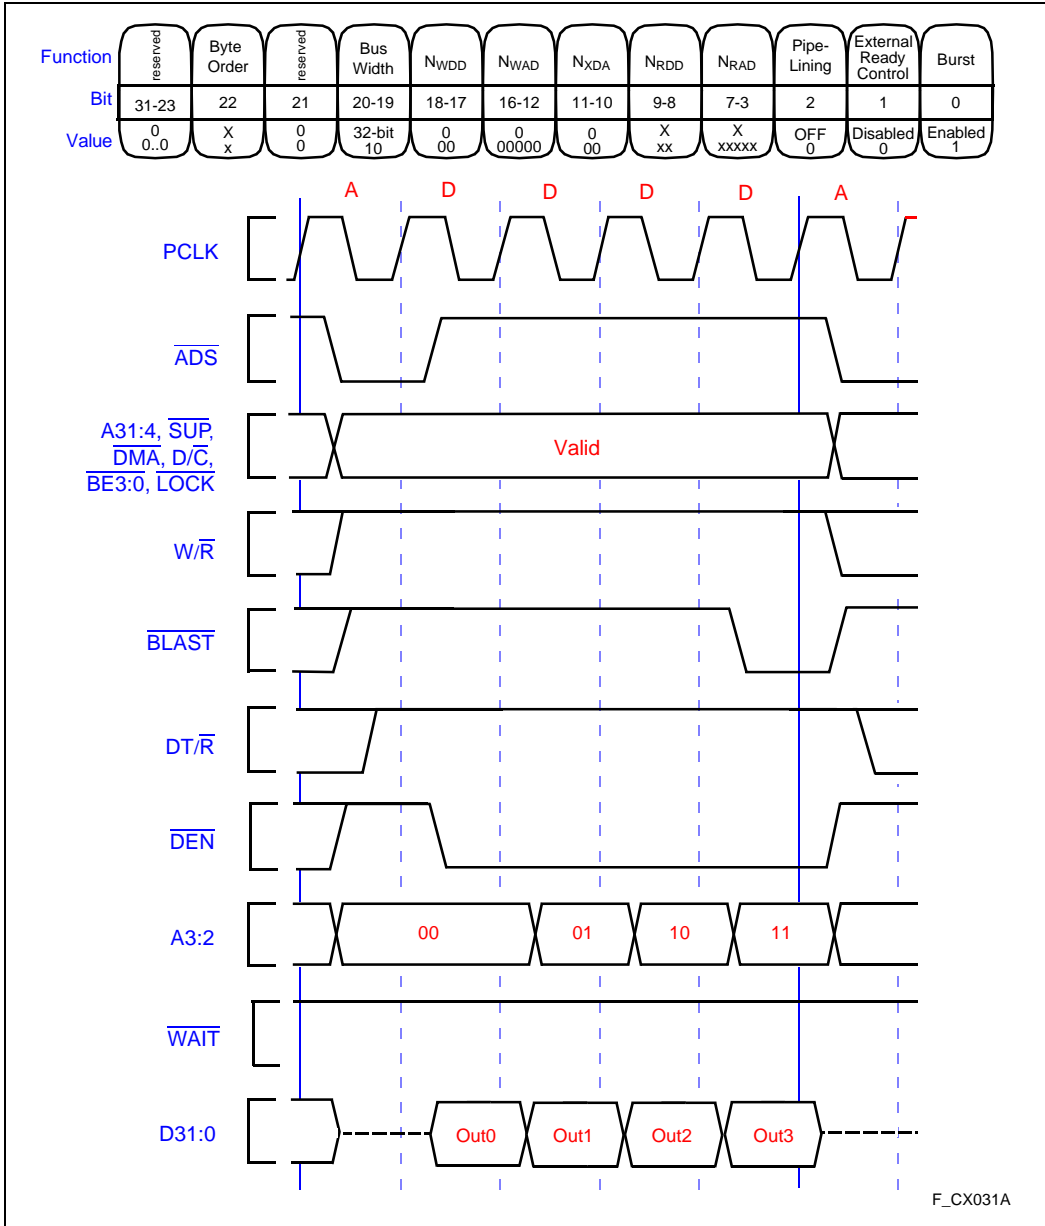 Function reserved Byte Order reserved Bus Width NWDD NWAD NXDA NRDD NRAD Pipe-Lining External Ready Control Burst
Bit 31-23 22 21 20-19 18-17 16-12 11-10 9-8 7-3 2 1 0
Value 0 X 0 32-bit 0 0 0 X X OFF Disabled Enabled
0..0 x 0 10 00 00000 00 xx xxxxx 0 0 1
A D D D D A
PCLK
ADS
A31:4, SUP,
DMA, D/C,
BE3:0, LOCK
Valid
W/R
BLAST
DT/R
DEN
A3:2 00 01 10 11
WAIT
D31:0 Out0 Out1 Out2 Out3
F_CX031A